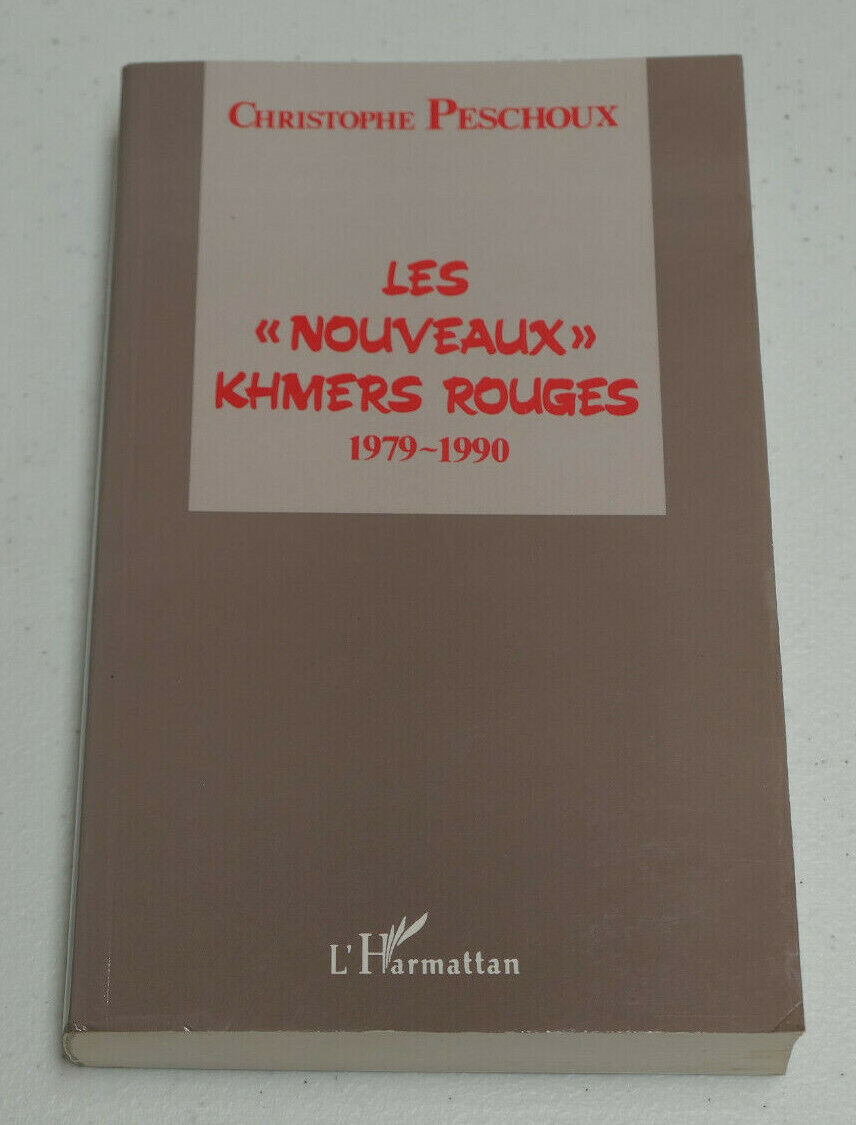 CHRISTOPHE PESCHOUX
LES
« NOUVEAUX »
KHMERS ROUGES
1979~1990
L'Harmattan